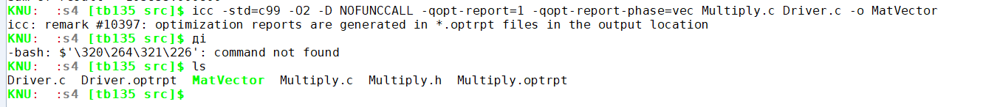 KNU:  :s4 [tb135 src]$ icc -std=c99 -O2 -D NOFUNCCALL -qopt-report=1 -qopt-report-phase=vec Multiply.c Driver.c -o MatVector
icc: remark #10397: optimization reports are generated in *.optrpt files in the output location
KNU:  :s4 [tb135 src]$ ді
-bash: $'\320\264\321\226': command not found
KNU:  :s4 [tb135 src]$ ls
Driver.c  Driver.optrpt  MatVector  Multiply.c  Multiply.h  Multiply.optrpt
KNU:  :s4 [tb135 src]$